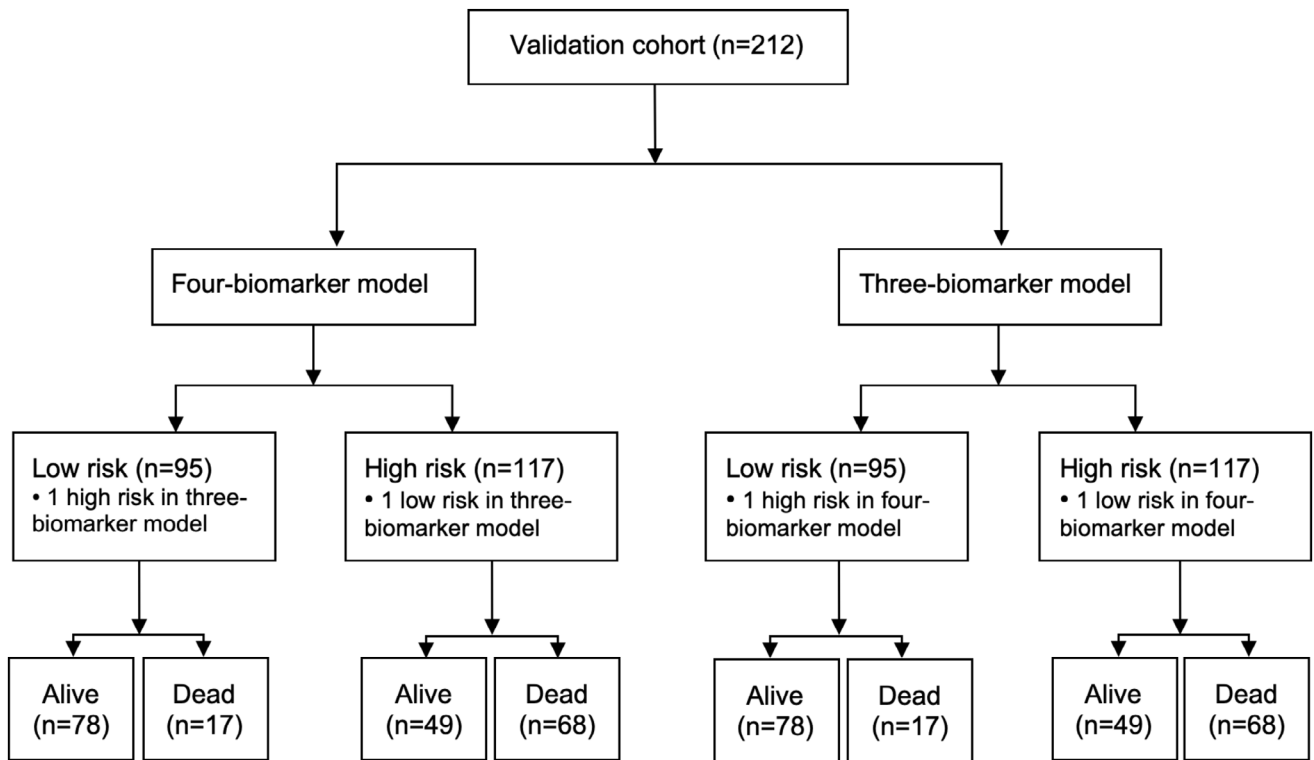 Validation cohort (n=212)
Four-biomarker model
Three-biomarker model
Low risk (n=95)
• 1 high risk in three-
biomarker model
High risk (n=117)
• 1 low risk in three-
biomarker model
Low risk (n=95)
• 1 high risk in four-
biomarker model
High risk (n=117)
• 1 low risk in four-
biomarker model
Alive
(n=78)
Dead
(n=17)
Alive
(n=49)
Dead
(n=68)
Alive
(n=78)
Dead
(n=17)
Alive
(n=49)
Dead
(n=68)